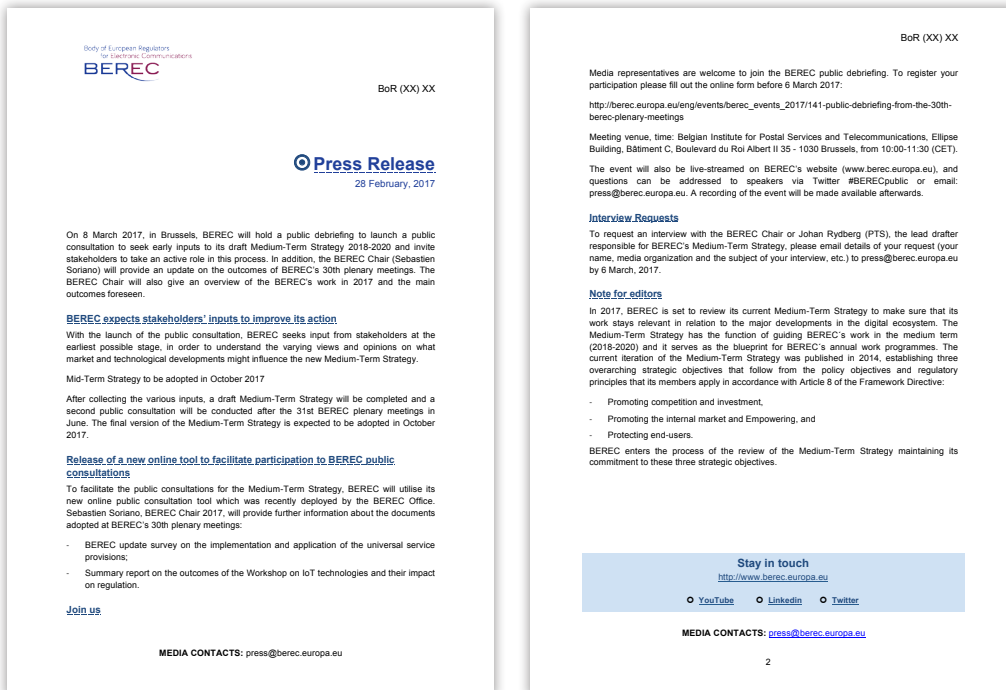 Body of European Regulators
for Electronic Communications
BEREC
BoR (XX) XX
Press Release
28 February, 2017
On 8 March 2017, in Brussels, BEREC will hold a public debriefing to launch a public
consultation to seek early inputs to its draft Medium-Term Strategy 2018-2020 and invite
stakeholders to take an active role in this process. In addition, the BEREC Chair (Sebastien
Soriano) will provide an update on the outcomes of BEREC's 30th plenary meetings. The
BEREC Chair will also give an overview of the BEREC's work in 2017 and the main
outcomes foreseen.
BEREC expects stakeholders' inputs to improve its action
With the launch of the public consultation, BEREC seeks input from stakeholders at the
earliest possible stage, in order to understand the varying views and opinions on what
market and technological developments might influence the new Medium-Term Strategy.
Mid-Term Strategy to be adopted in October 2017
After collecting the various inputs, a draft Medium-Term Strategy will be completed and a
second public consultation will be conducted after the 31st BEREC plenary meetings in
June. The final version of the Medium-Term Strategy is expected to be adopted in October
2017.
Release of a new online tool to facilitate participation to BEREC public
consultations
To facilitate the public consultations for the Medium-Term Strategy, BEREC will utilise its
new online public consultation tool which was recently deployed by the BEREC Office.
Sebastien Soriano, BEREC Chair 2017, will provide further information about the documents
adopted at BEREC's 30th plenary meetings:
- BEREC update survey on the implementation and application of the universal service
provisions;
- Summary report on the outcomes of the Workshop on IoT technologies and their impact
on regulation.
Join us
MEDIA CONTACTS: press@berec.europa.eu
BoR (XX) XX
Media representatives are welcome to join the BEREC public debriefing. To register your
participation please fill out the online form before 6 March 2017:
http://berec.europa.eu/eng/events/berec_events_2017/141-public-debriefing-from-the-30th-
berec-plenary-meetings
Meeting venue, time: Belgian Institute for Postal Services and Telecommunications, Ellipse
Building, Bâtiment C, Boulevard du Roi Albert II 35 - 1030 Brussels, from 10:00-11:30 (CET).
The event will also be live-streamed on BEREC's website (www.berec.europa.eu), and
questions can be addressed to speakers via Twitter #BERECpublic or email:
press@berec.europa.eu. A recording of the event will be made available afterwards.
Interview Requests
To request an interview with the BEREC Chair or Johan Rydberg (PTS), the lead drafter
responsible for BEREC's Medium-Term Strategy, please email details of your request (your
name, media organization and the subject of your interview, etc.) to press@berec.europa.eu
by 6 March, 2017.
Note for editors
In 2017, BEREC is set to review its current Medium-Term Strategy to make sure that its
work stays relevant in relation to the major developments in the digital ecosystem. The
Medium-Term Strategy has the function of guiding BEREC´s work in the medium term
(2018-2020) and it serves as the blueprint for BEREC´s annual work programmes. The
current iteration of the Medium-Term Strategy was published in 2014, establishing three
overarching strategic objectives that follow from the policy objectives and regulatory
principles that its members apply in accordance with Article 8 of the Framework Directive:
- Promoting competition and investment,
- Promoting the internal market and Empowering, and
- Protecting end-users.
BEREC enters the process of the review of the Medium-Term Strategy maintaining its
commitment to these three strategic objectives.
Stay in touch
http://www.berec.europa.eu
YouTube Linkedin Twitter
MEDIA CONTACTS: press@berec.europa.eu
2